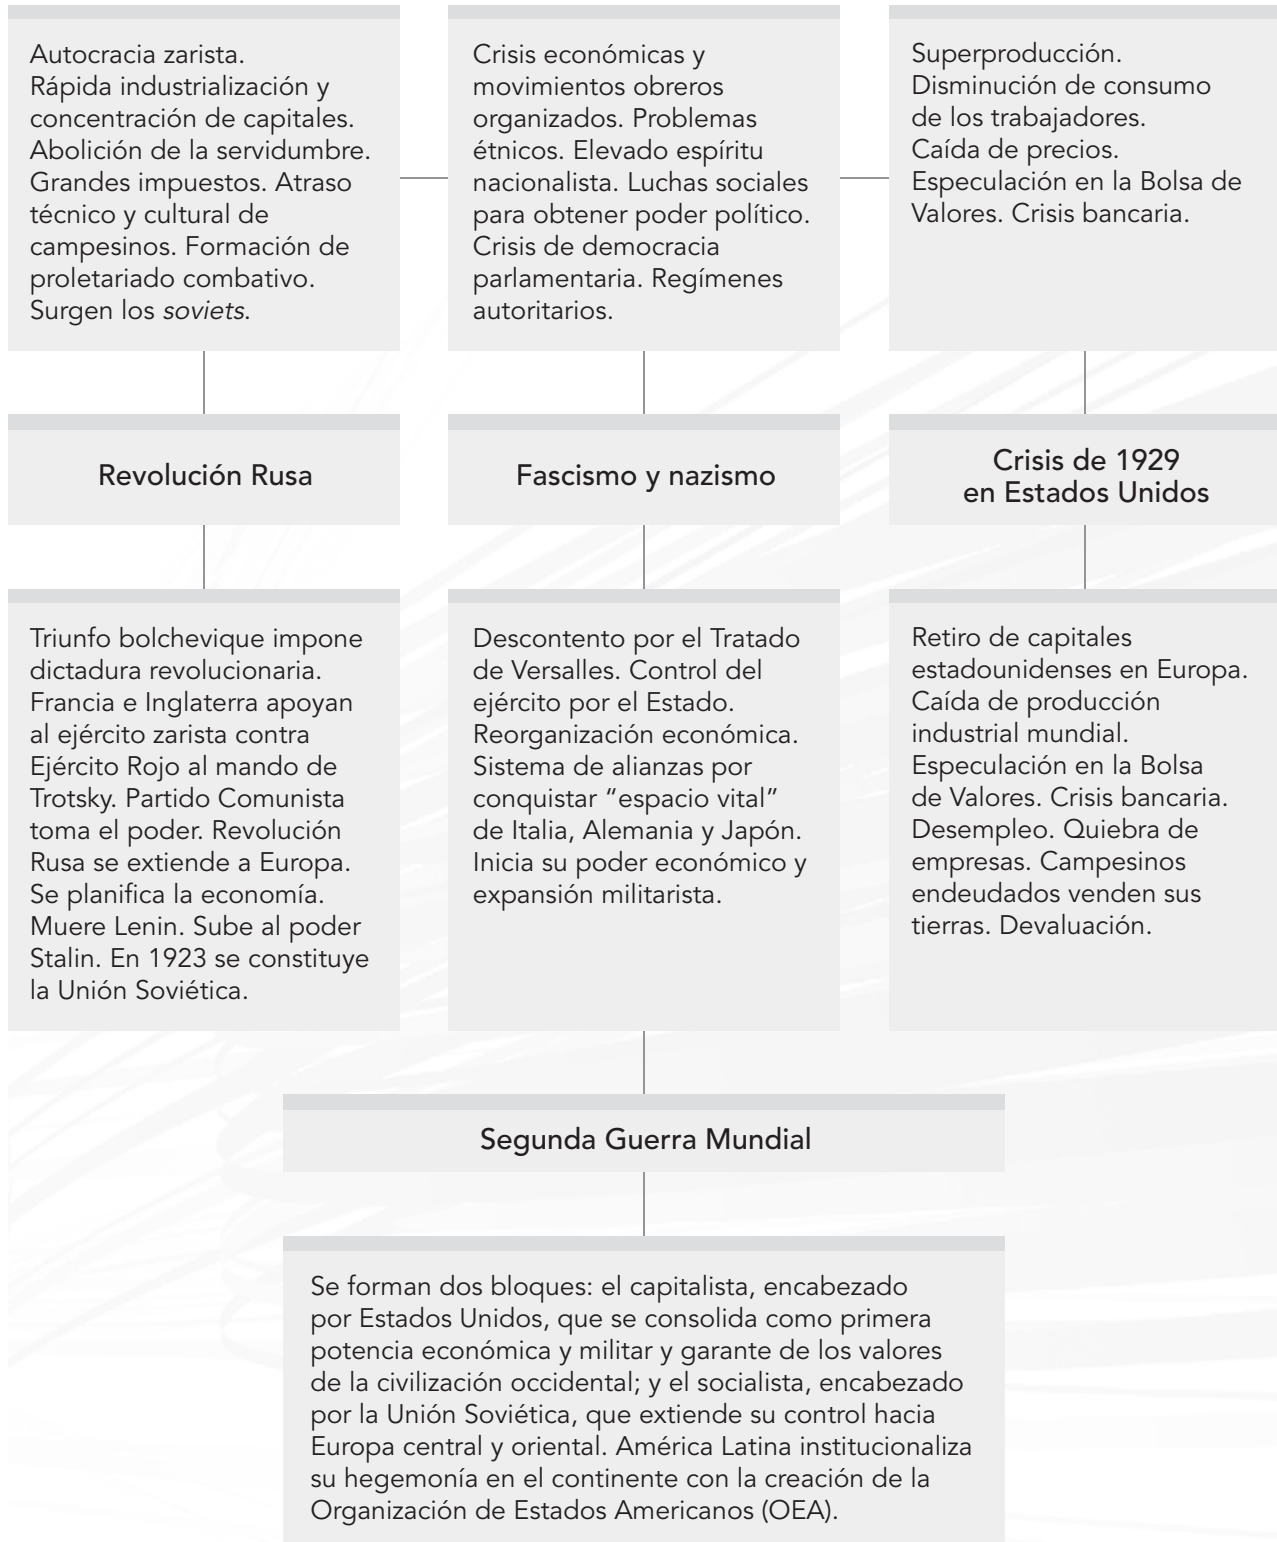 Autocracia zarista.
Rápida industrialización y
concentración de capitales.
Abolición de la servidumbre.
Grandes impuestos. Atraso
técnico y cultural de
campesinos. Formación de
proletariado combativo.
Surgen los soviets.
Crisis económicas y
movimientos obreros
organizados. Problemas
étnicos. Elevado espíritu
nacionalista. Luchas sociales
para obtener poder político.
Crisis de democracia
parlamentaria. Regímenes
autoritarios.
Superproducción.
Disminución de consumo
de los trabajadores.
Caída de precios.
Especulación en la Bolsa de
Valores. Crisis bancaria.
Revolución Rusa
Fascismo y nazismo
Crisis de 1929
en Estados Unidos
Triunfo bolchevique impone
dictadura revolucionaria.
Francia e Inglaterra apoyan
al ejército zarista contra
Ejército Rojo al mando de
Trotsky. Partido Comunista
toma el poder. Revolución
Rusa se extiende a Europa.
Se planifica la economía.
Muere Lenin. Sube al poder
Stalin. En 1923 se constituye
la Unión Soviética.
Descontento por el Tratado
de Versalles. Control del
ejército por el Estado.
Reorganización económica.
Sistema de alianzas por
conquistar “espacio vital”
de Italia, Alemania y Japón.
Inicia su poder económico y
expansión militarista.
Retiro de capitales
estadounidenses en Europa.
Caída de producción
industrial mundial.
Especulación en la Bolsa
de Valores. Crisis bancaria.
Desempleo. Quiebra de
empresas. Campesinos
endeudados venden sus
tierras. Devaluación.
Segunda Guerra Mundial
Se forman dos bloques: el capitalista, encabezado
por Estados Unidos, que se consolida como primera
potencia económica y militar y garante de los valores
de la civilización occidental; y el socialista, encabezado
por la Unión Soviética, que extiende su control hacia
Europa central y oriental. América Latina institucionaliza
su hegemonía en el continente con la creación de la
Organización de Estados Americanos (OEA).